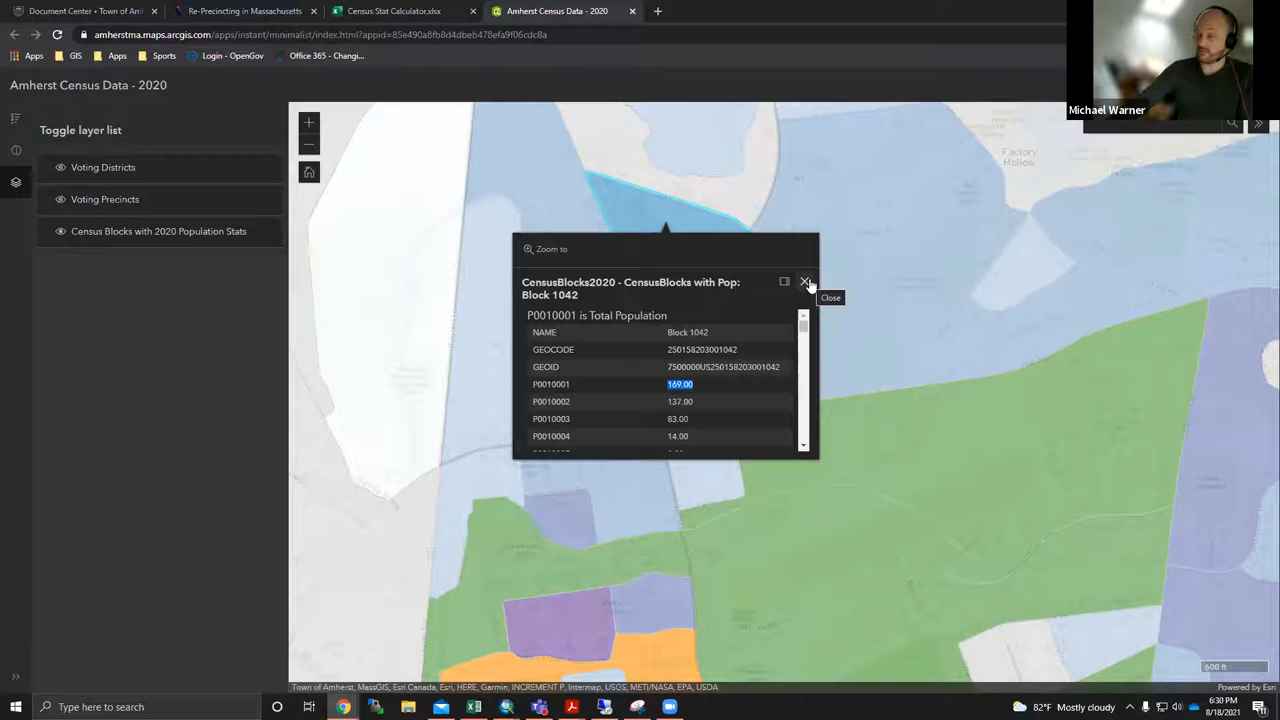 Document Center • Town of Am
Re-Precincting in Massachusetts
Census Stat Calculator.xlsx
Amherst Census Data - 2020
amherstma.maps.arcgis.com/apps/instant/minimalist/index.html?appid=85e490a8fb8d4dbeb478efa9f06cdc8a
Apps
GIS
Apps
Sports
Login - OpenGov
Office 365 - Changi...
Michael Warner
Amherst Census Data - 2020
Toggle layer list
Voting Districts
Voting Precincts
Census Blocks with 2020 Population Stats
Factory
Hollow
Zoom to
CensusBlocks2020 - CensusBlocks with Pop:
Block 1042
Close
P0010001 is Total Population
NAME Block 1042
GEOCODE 250158203001042
GEOID 7500000US250158203001042
P0010001 169.00
P0010002 137.00
P0010003 83.00
P0010004 14.00
600 ft
Town of Amherst, MassGIS, Esri Canada, Esri, HERE, Garmin, INCREMENT P, Intermap, USGS, METI/NASA, EPA, USDA
Powered by Esri
Type here to search
82°F Mostly cloudy
6:30 PM
8/18/2021